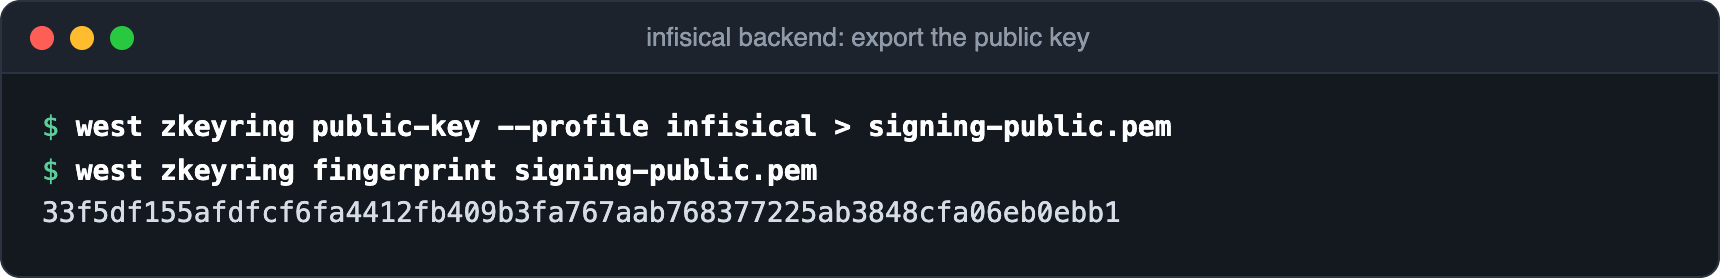 infisical backend: export the public key
$ west zkeyring public-key --profile infisical > signing-public.pem
$ west zkeyring fingerprint signing-public.pem
33f5df155afdfcf6fa4412fb409b3fa767aab768377225ab3848cfa06eb0ebb1